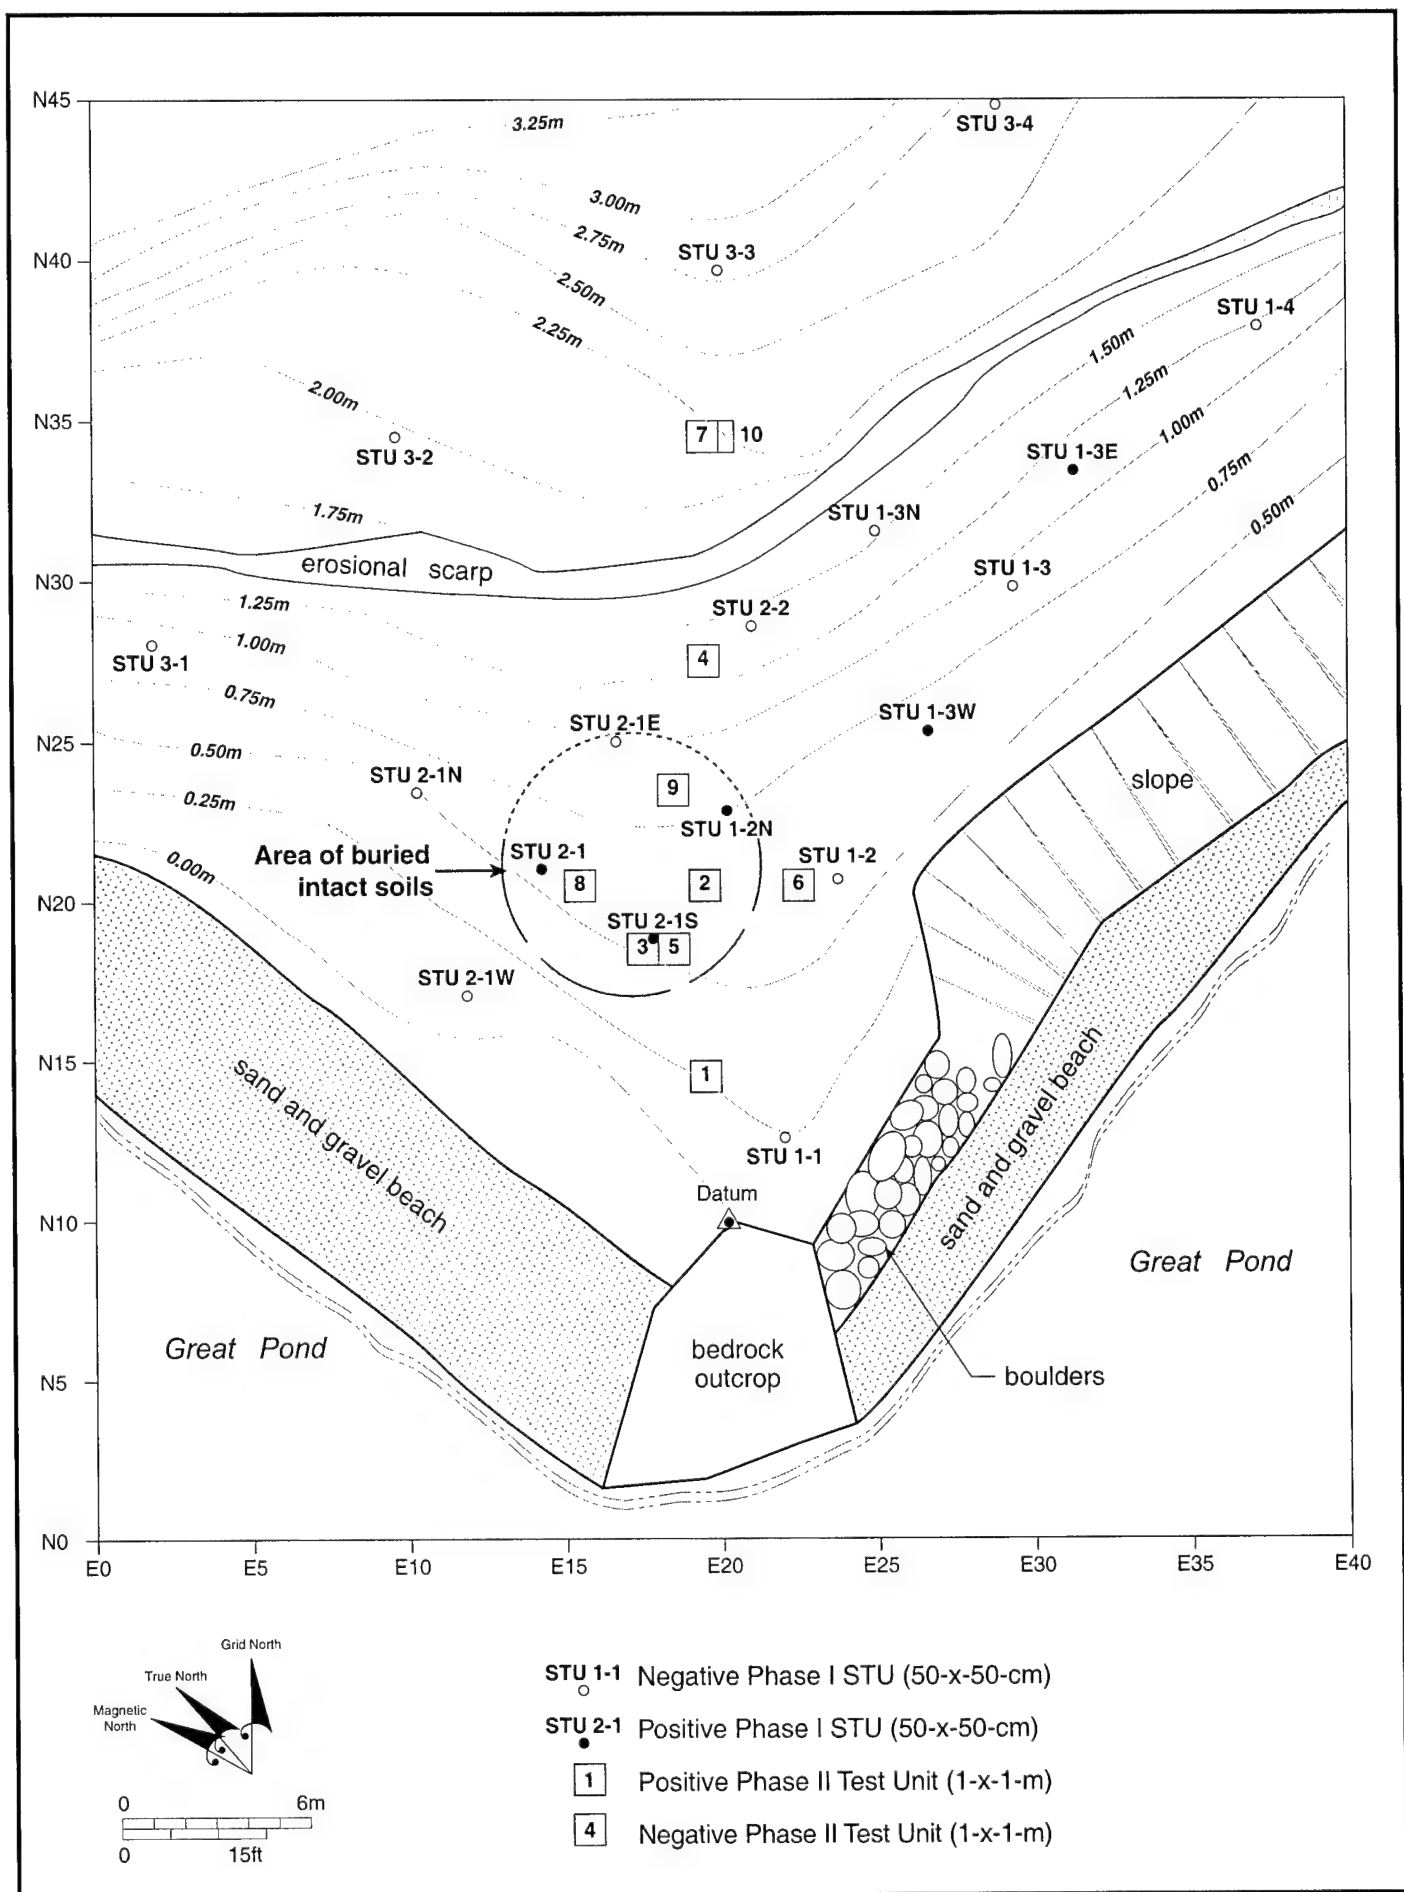 N45
3.25m
STU 3-4
3.00m
2.75m
STU 3-3
N40
2.50m
2.25m
STU 1-4
1.50m
1.25m
2.00m
1.00m
N35
7 10
STU 3-2
STU 1-3E
0.75m
0.50m
1.75m
STU 1-3N
erosional scarp
STU 1-3
N30
1.25m
STU 2-2
1.00m
STU 3-1
4
0.75m
STU 2-1E
STU 1-3W
N25
0.50m
STU 2-1N
slope
9
0.25m
STU 1-2N
Area of buried
intact soils
STU 2-1
STU 1-2
0.00m
8
2
6
N20
STU 2-1S
3 5
STU 2-1W
N15
1
sand and gravel beach
sand and gravel beach
STU 1-1
Datum
N10
Great Pond
Great Pond
bedrock
outcrop
boulders
N5
N0
E0 E5 E10 E15 E20 E25 E30 E35 E40
Grid North
True North
Magnetic
North
0 6m
0 15ft
STU 1-1 Negative Phase I STU (50-x-50-cm)
STU 2-1 Positive Phase I STU (50-x-50-cm)
1 Positive Phase II Test Unit (1-x-1-m)
4 Negative Phase II Test Unit (1-x-1-m)